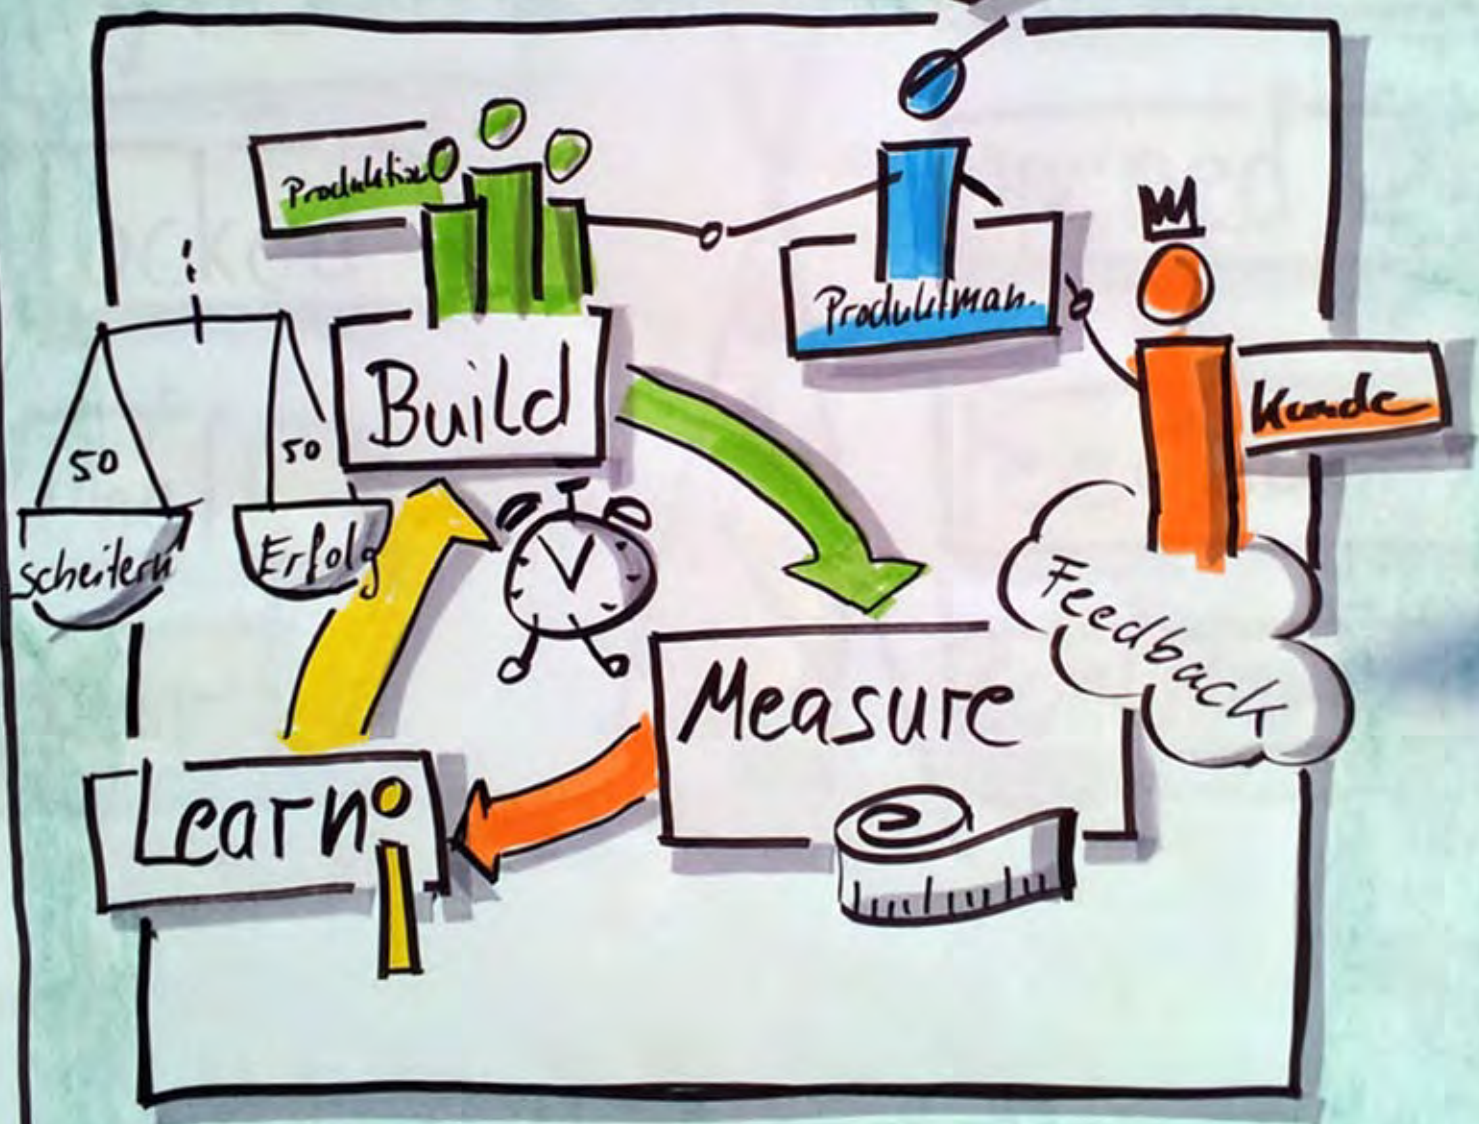 Produktion
Produktman.
Kunde
Build
50
50
scheitern
Erfolg
Feedback
Measure
Learn